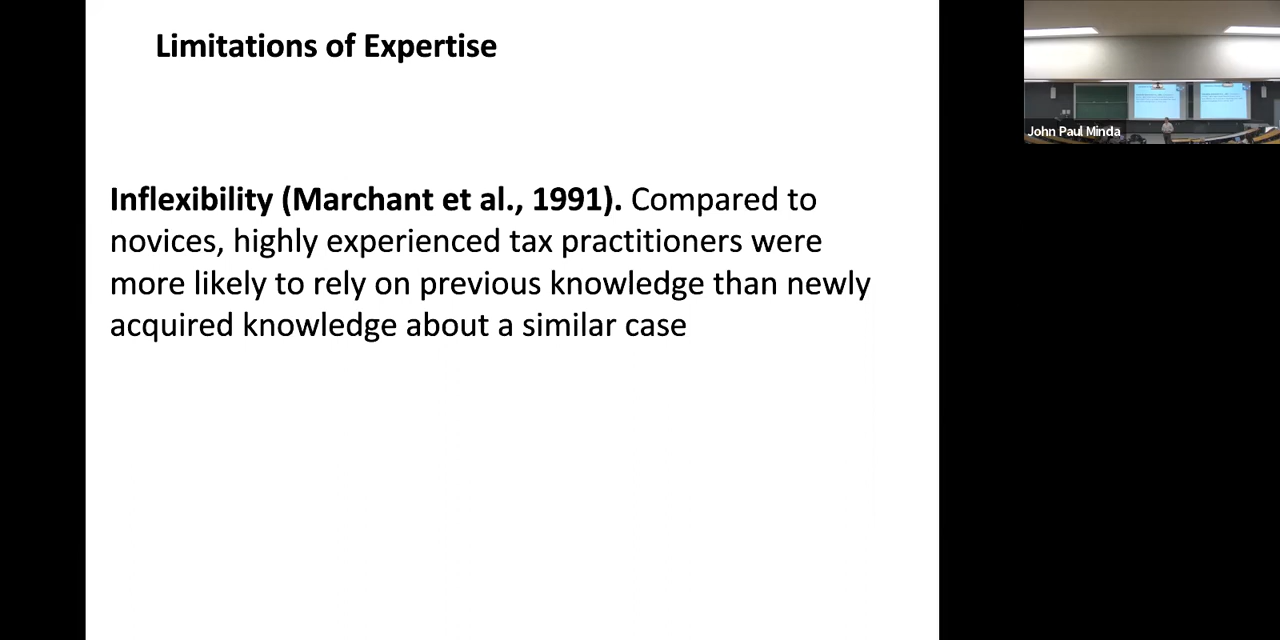 Limitations of Expertise
Inflexibility (Marchant et al., 1991). Compared to
novices, highly experienced tax practitioners were
more likely to rely on previous knowledge than newly
acquired knowledge about a similar case
John Paul Minda